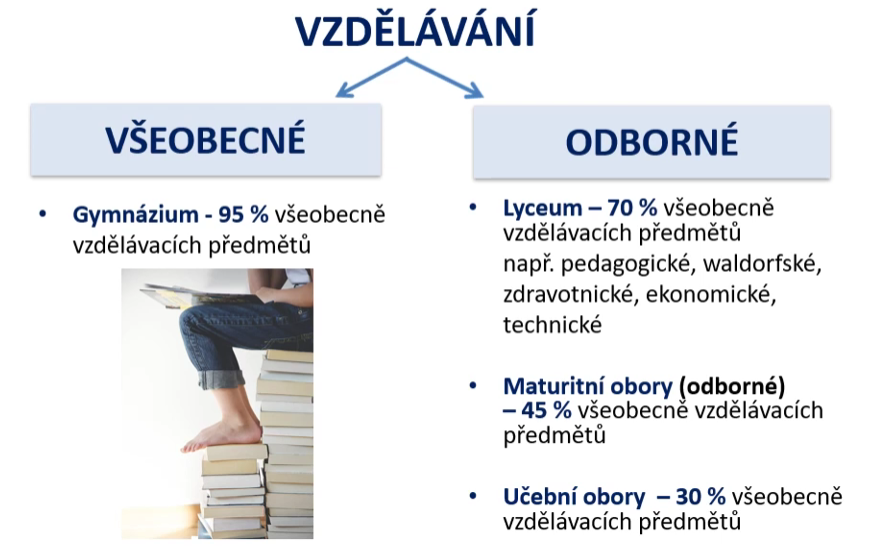 VZDĚLÁVÁNÍ
VŠEOBECNÉ
• Gymnázium - 95 % všeobecně
vzdělávacích předmětů
ODBORNÉ
• Lyceum – 70 % všeobecně
vzdělávacích předmětů
např. pedagogické, waldorfské,
zdravotnické, ekonomické,
technické
• Maturitní obory (odborné)
– 45 % všeobecně vzdělávacích
předmětů
• Učební obory – 30 % všeobecně
vzdělávacích předmětů